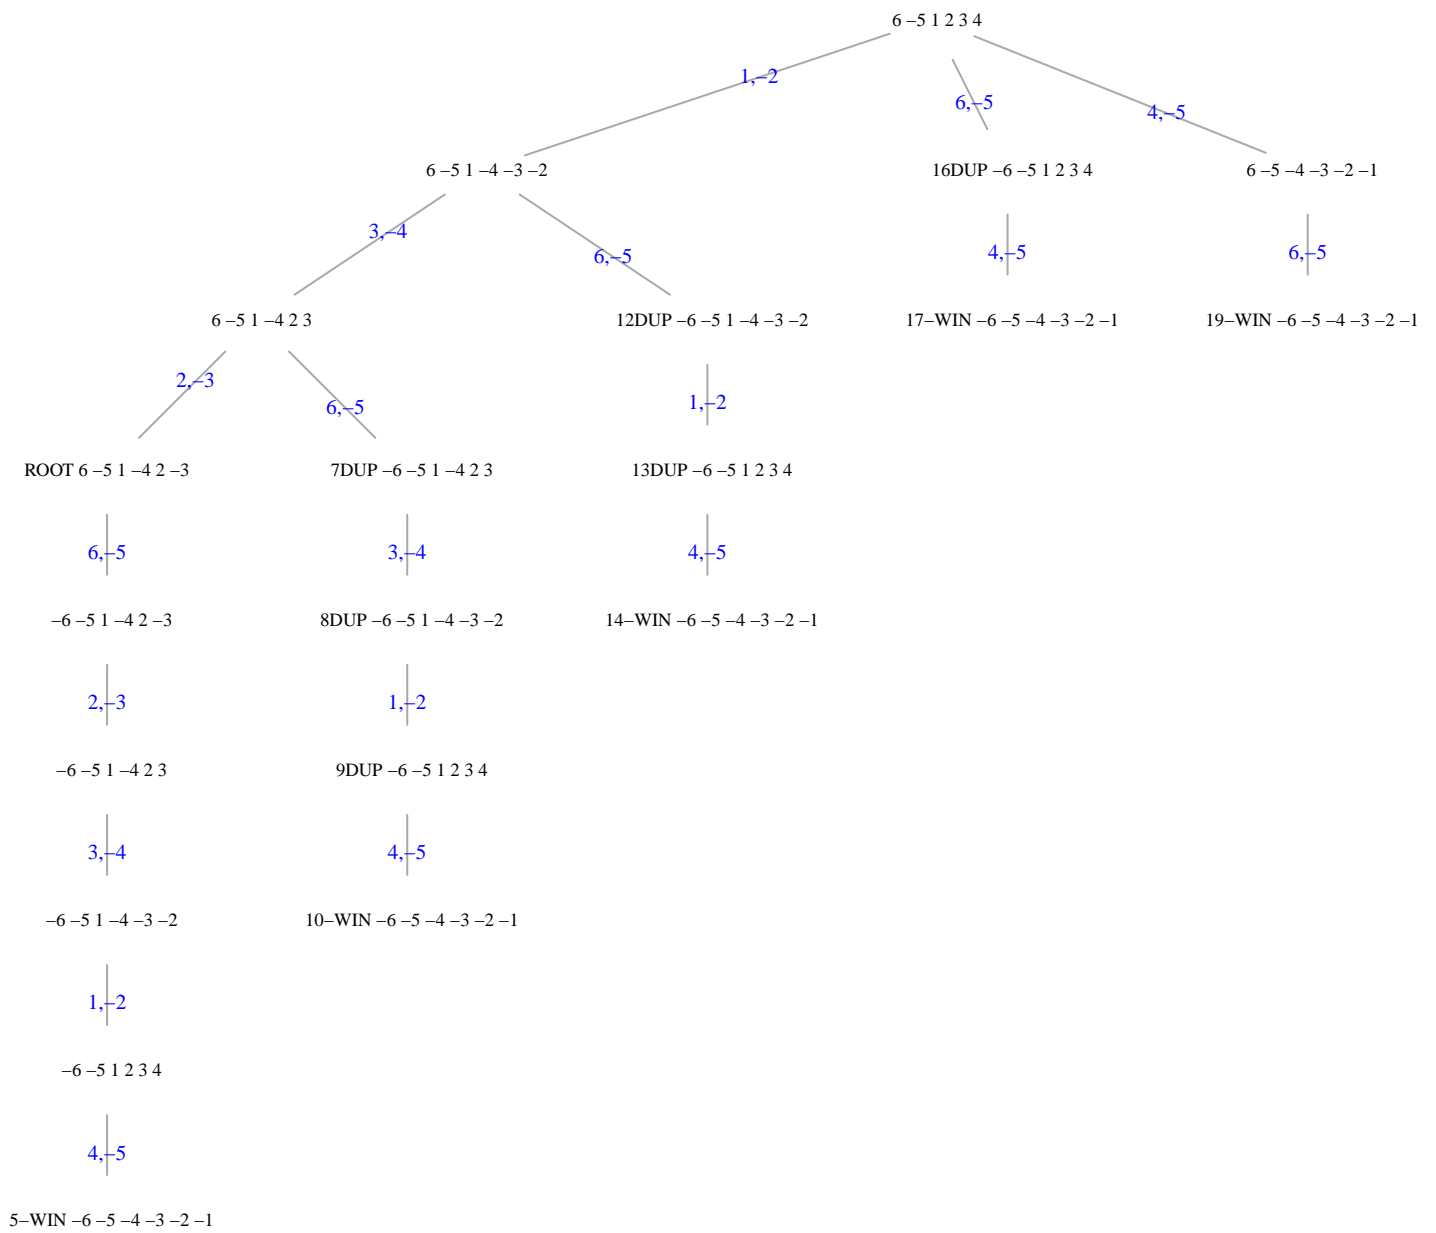 6 –5 1 2 3 4
1,–2
6,–5
4,–5
6 –5 1 –4 –3 –2
16DUP –6 –5 1 2 3 4
6 –5 –4 –3 –2 –1
3,–4
6,–5
4,–5
6,–5
6 –5 1 –4 2 3
12DUP –6 –5 1 –4 –3 –2
17–WIN –6 –5 –4 –3 –2 –1
19–WIN –6 –5 –4 –3 –2 –1
2,–3
6,–5
1,–2
ROOT 6 –5 1 –4 2 –3
7DUP –6 –5 1 –4 2 3
13DUP –6 –5 1 2 3 4
6,–5
3,–4
4,–5
–6 –5 1 –4 2 –3
8DUP –6 –5 1 –4 –3 –2
14–WIN –6 –5 –4 –3 –2 –1
2,–3
1,–2
–6 –5 1 –4 2 3
9DUP –6 –5 1 2 3 4
3,–4
4,–5
–6 –5 1 –4 –3 –2
10–WIN –6 –5 –4 –3 –2 –1
1,–2
–6 –5 1 2 3 4
4,–5
5–WIN –6 –5 –4 –3 –2 –1